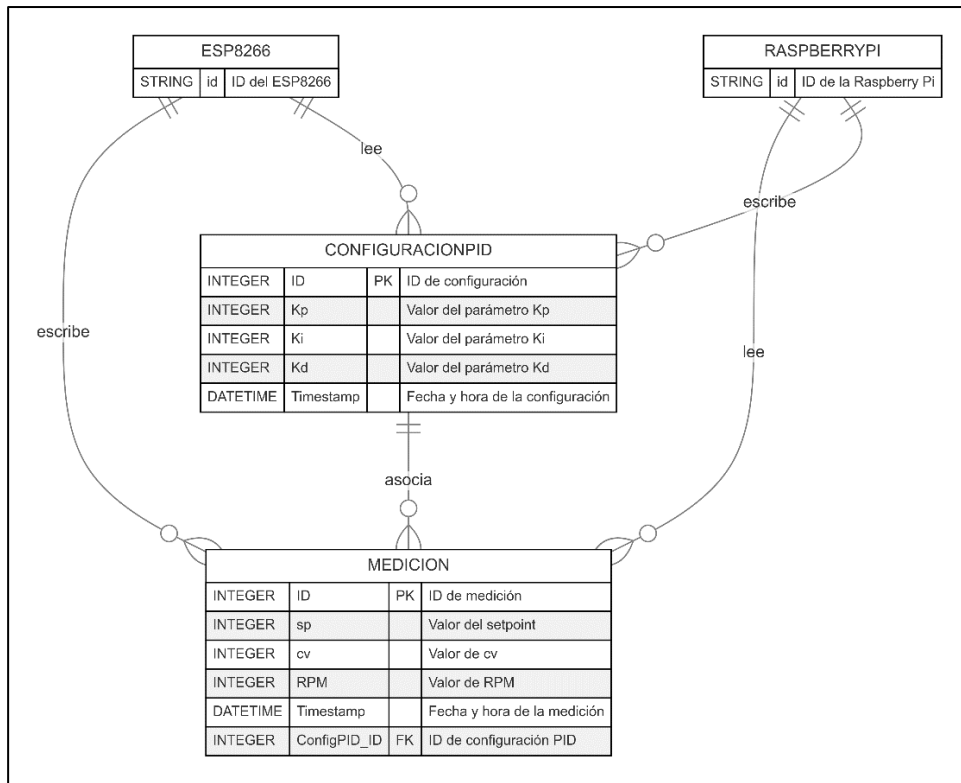 ESP8266
STRING id ID del ESP8266
RASPBERRYPI
STRING id ID de la Raspberry Pi
lee
escribe
CONFIGURACIONPID
INTEGER ID PK ID de configuración
INTEGER Kp Valor del parámetro Kp
INTEGER Ki Valor del parámetro Ki
INTEGER Kd Valor del parámetro Kd
DATETIME Timestamp Fecha y hora de la configuración
escribe
lee
asocia
MEDICION
INTEGER ID PK ID de medición
INTEGER sp Valor del setpoint
INTEGER cv Valor de cv
INTEGER RPM Valor de RPM
DATETIME Timestamp Fecha y hora de la medición
INTEGER ConfigPID_ID FK ID de configuración PID